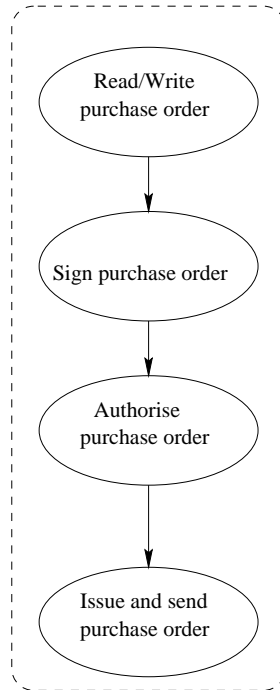 Read/Write
purchase order
Sign purchase order
Authorise
purchase order
Issue and send
purchase order